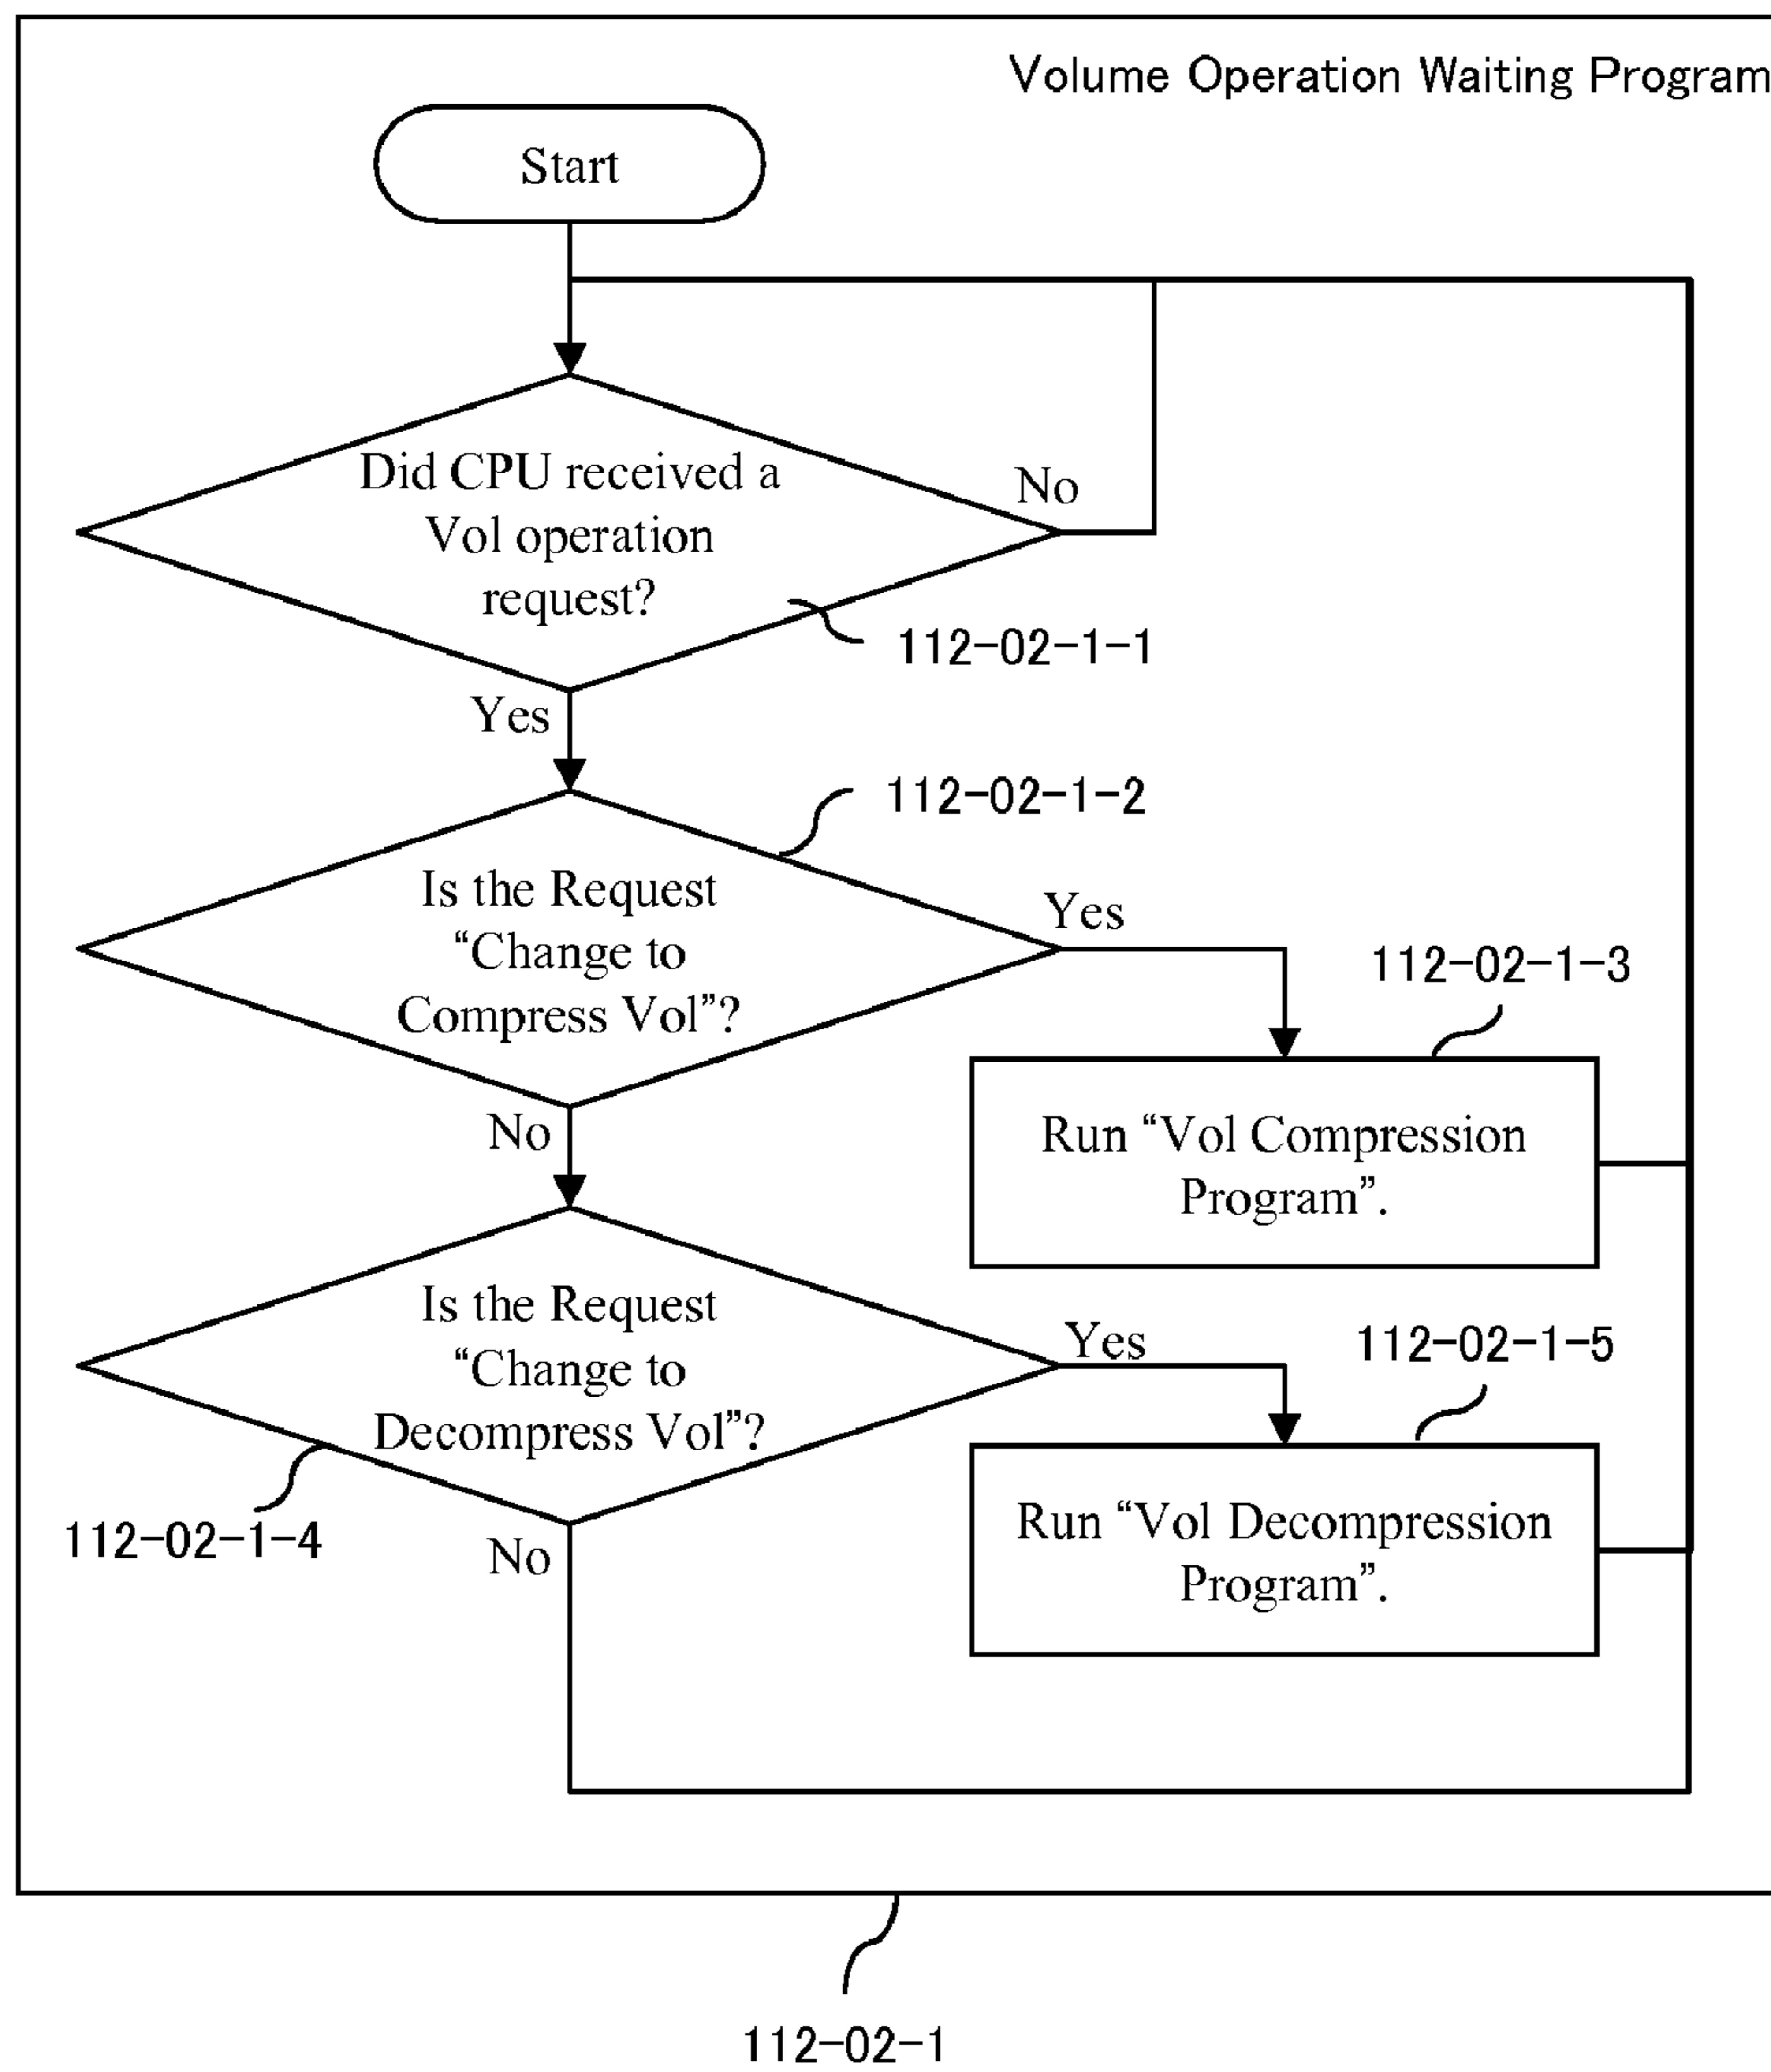 Volume Operation Waiting Program
Start
Did CPU received a
Vol operation
request?
No
112-02-1-1
Yes
112-02-1-2
Is the Request
“Change to
Compress Vol”?
Yes
112-02-1-3
No
Run “Vol Compression
Program”.
Is the Request
“Change to
Decompress Vol”?
Yes
112-02-1-5
112-02-1-4
No
Run “Vol Decompression
Program”.
112-02-1